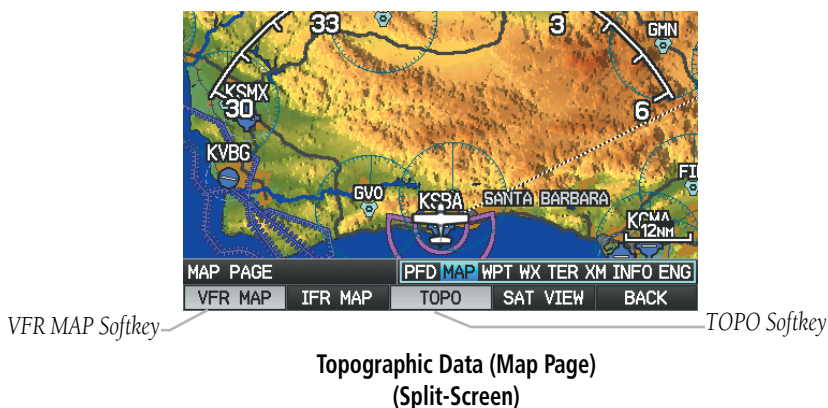 33
3
GMN
KSMX
30
6
KVBG
GVO
KSBA
SANTA BARBARA
KCMA
12NM
MAP PAGE
PFD MAP WPT WX TER XM INFO ENG
VFR MAP
IFR MAP
TOPO
SAT VIEW
BACK
VFR MAP Softkey
TOPO Softkey
Topographic Data (Map Page)
(Split-Screen)